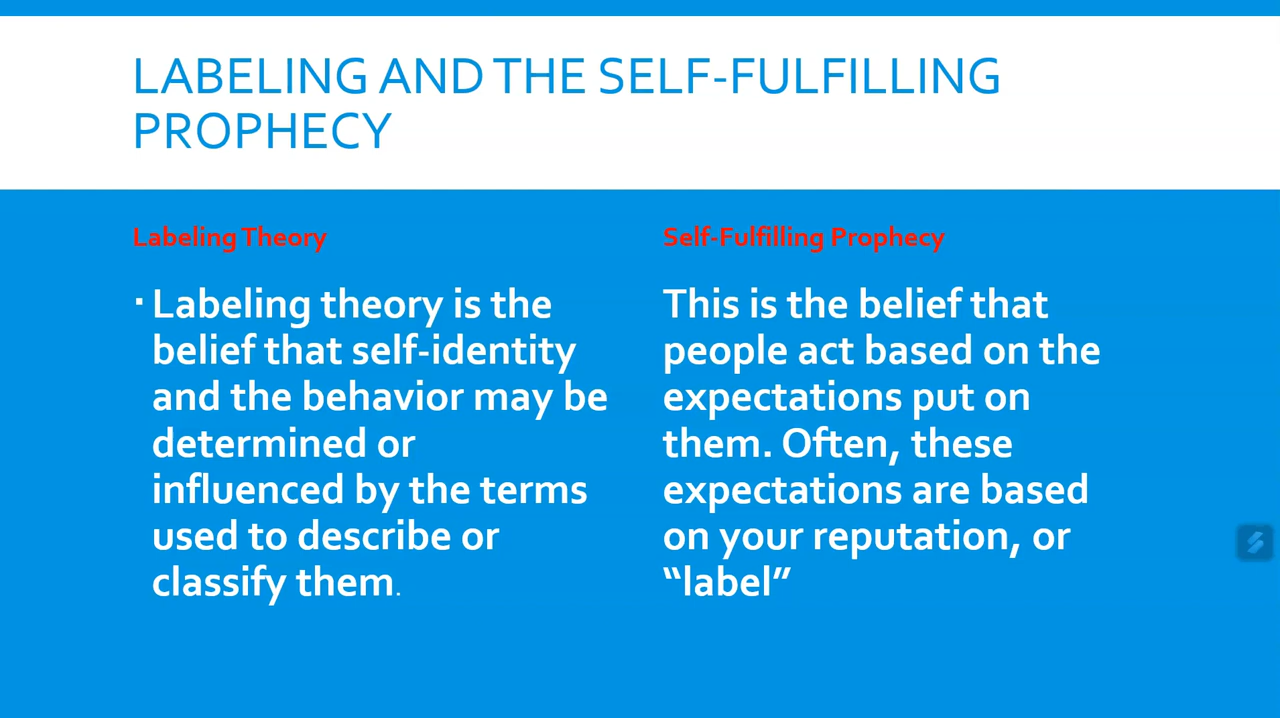 LABELING AND THE SELF-FULFILLING
PROPHECY
Labeling Theory
· Labeling theory is the
belief that self-identity
and the behavior may be
determined or
influenced by the terms
used to describe or
classify them.
Self-Fulfilling Prophecy
This is the belief that
people act based on the
expectations put on
them. Often, these
expectations are based
on your reputation, or
“label”